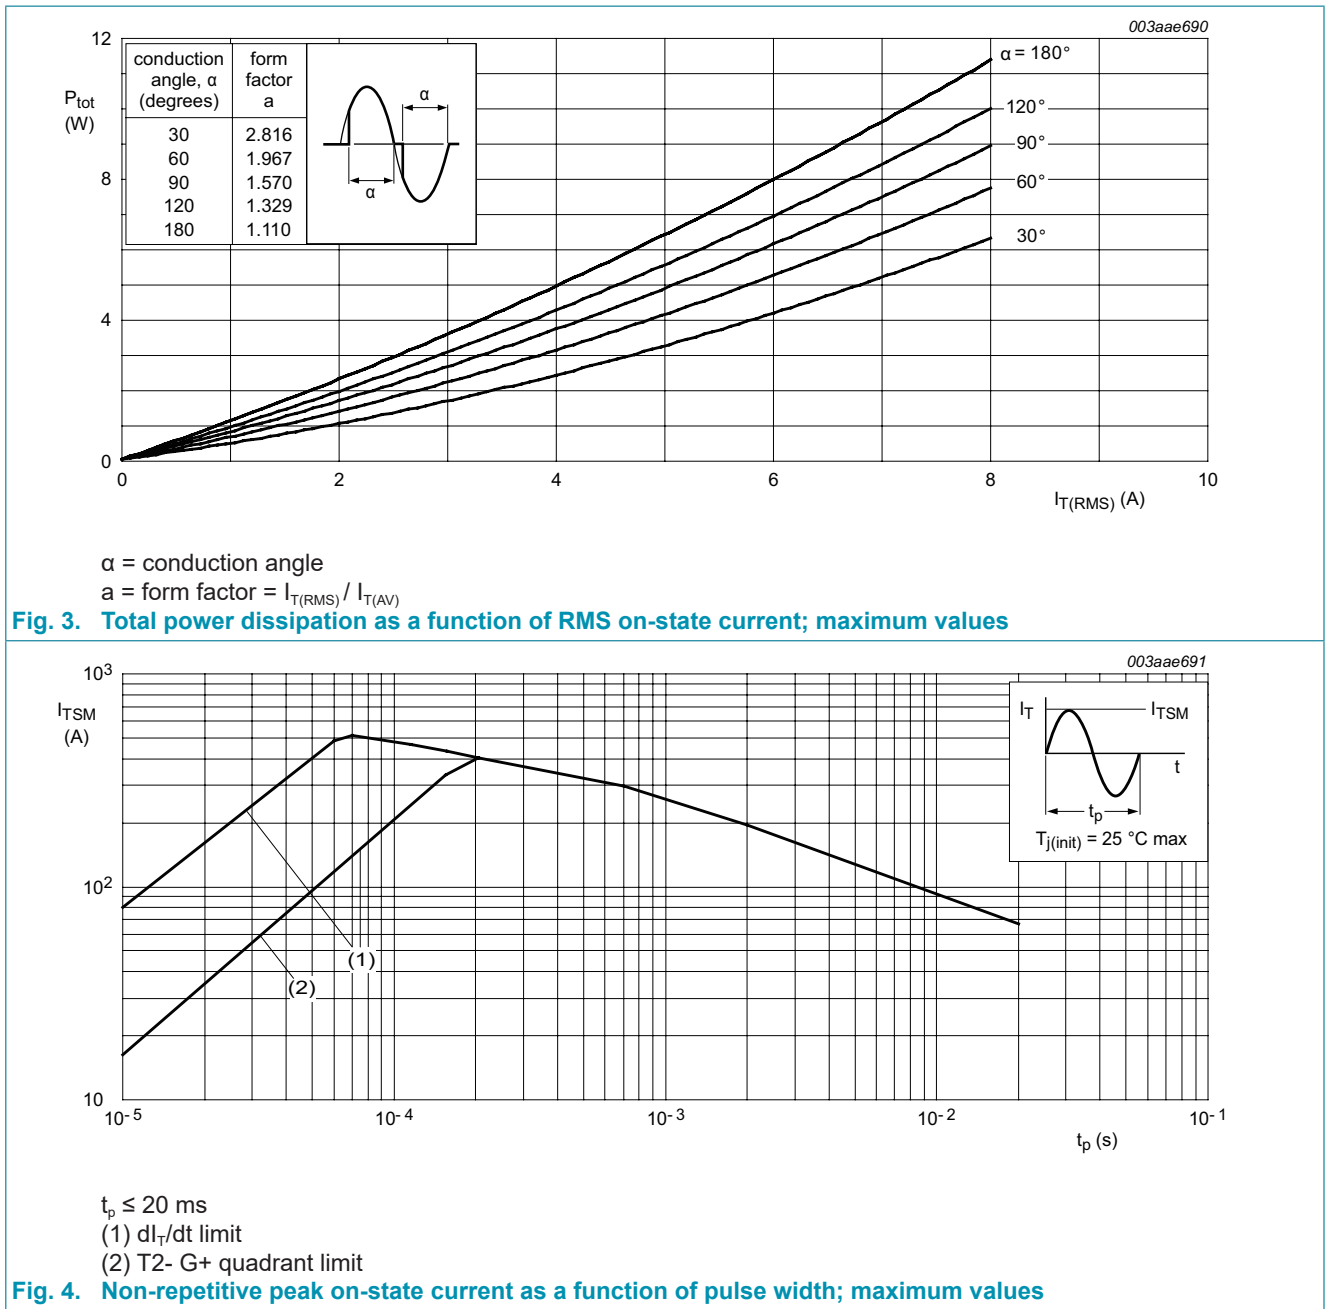 003aae690
12
8
4
0
Ptot
(W)
conduction angle, α (degrees) form factor a
30 2.816
60 1.967
90 1.570
120 1.329
180 1.110
α
α
α = 180°
120°
90°
60°
30°
0 2 4 6 8 10
IT(RMS) (A)
α = conduction angle
a = form factor = IT(RMS) / IT(AV)
Fig. 3. Total power dissipation as a function of RMS on-state current; maximum values
003aae691
10³
ITSM
(A)
10²
10
IT
ITSM
t
tp
Tj(init) = 25 °C max
(1)
(2)
10-5 10-4 10-3 10-2 10-1
tp (s)
tp ≤ 20 ms
(1) dIT/dt limit
(2) T2- G+ quadrant limit
Fig. 4. Non-repetitive peak on-state current as a function of pulse width; maximum values